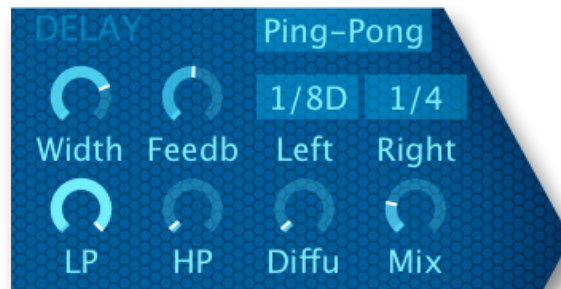 DELAY Ping-Pong
1/8D 1/4
Width Feedb Left Right
LP HP Diffu Mix